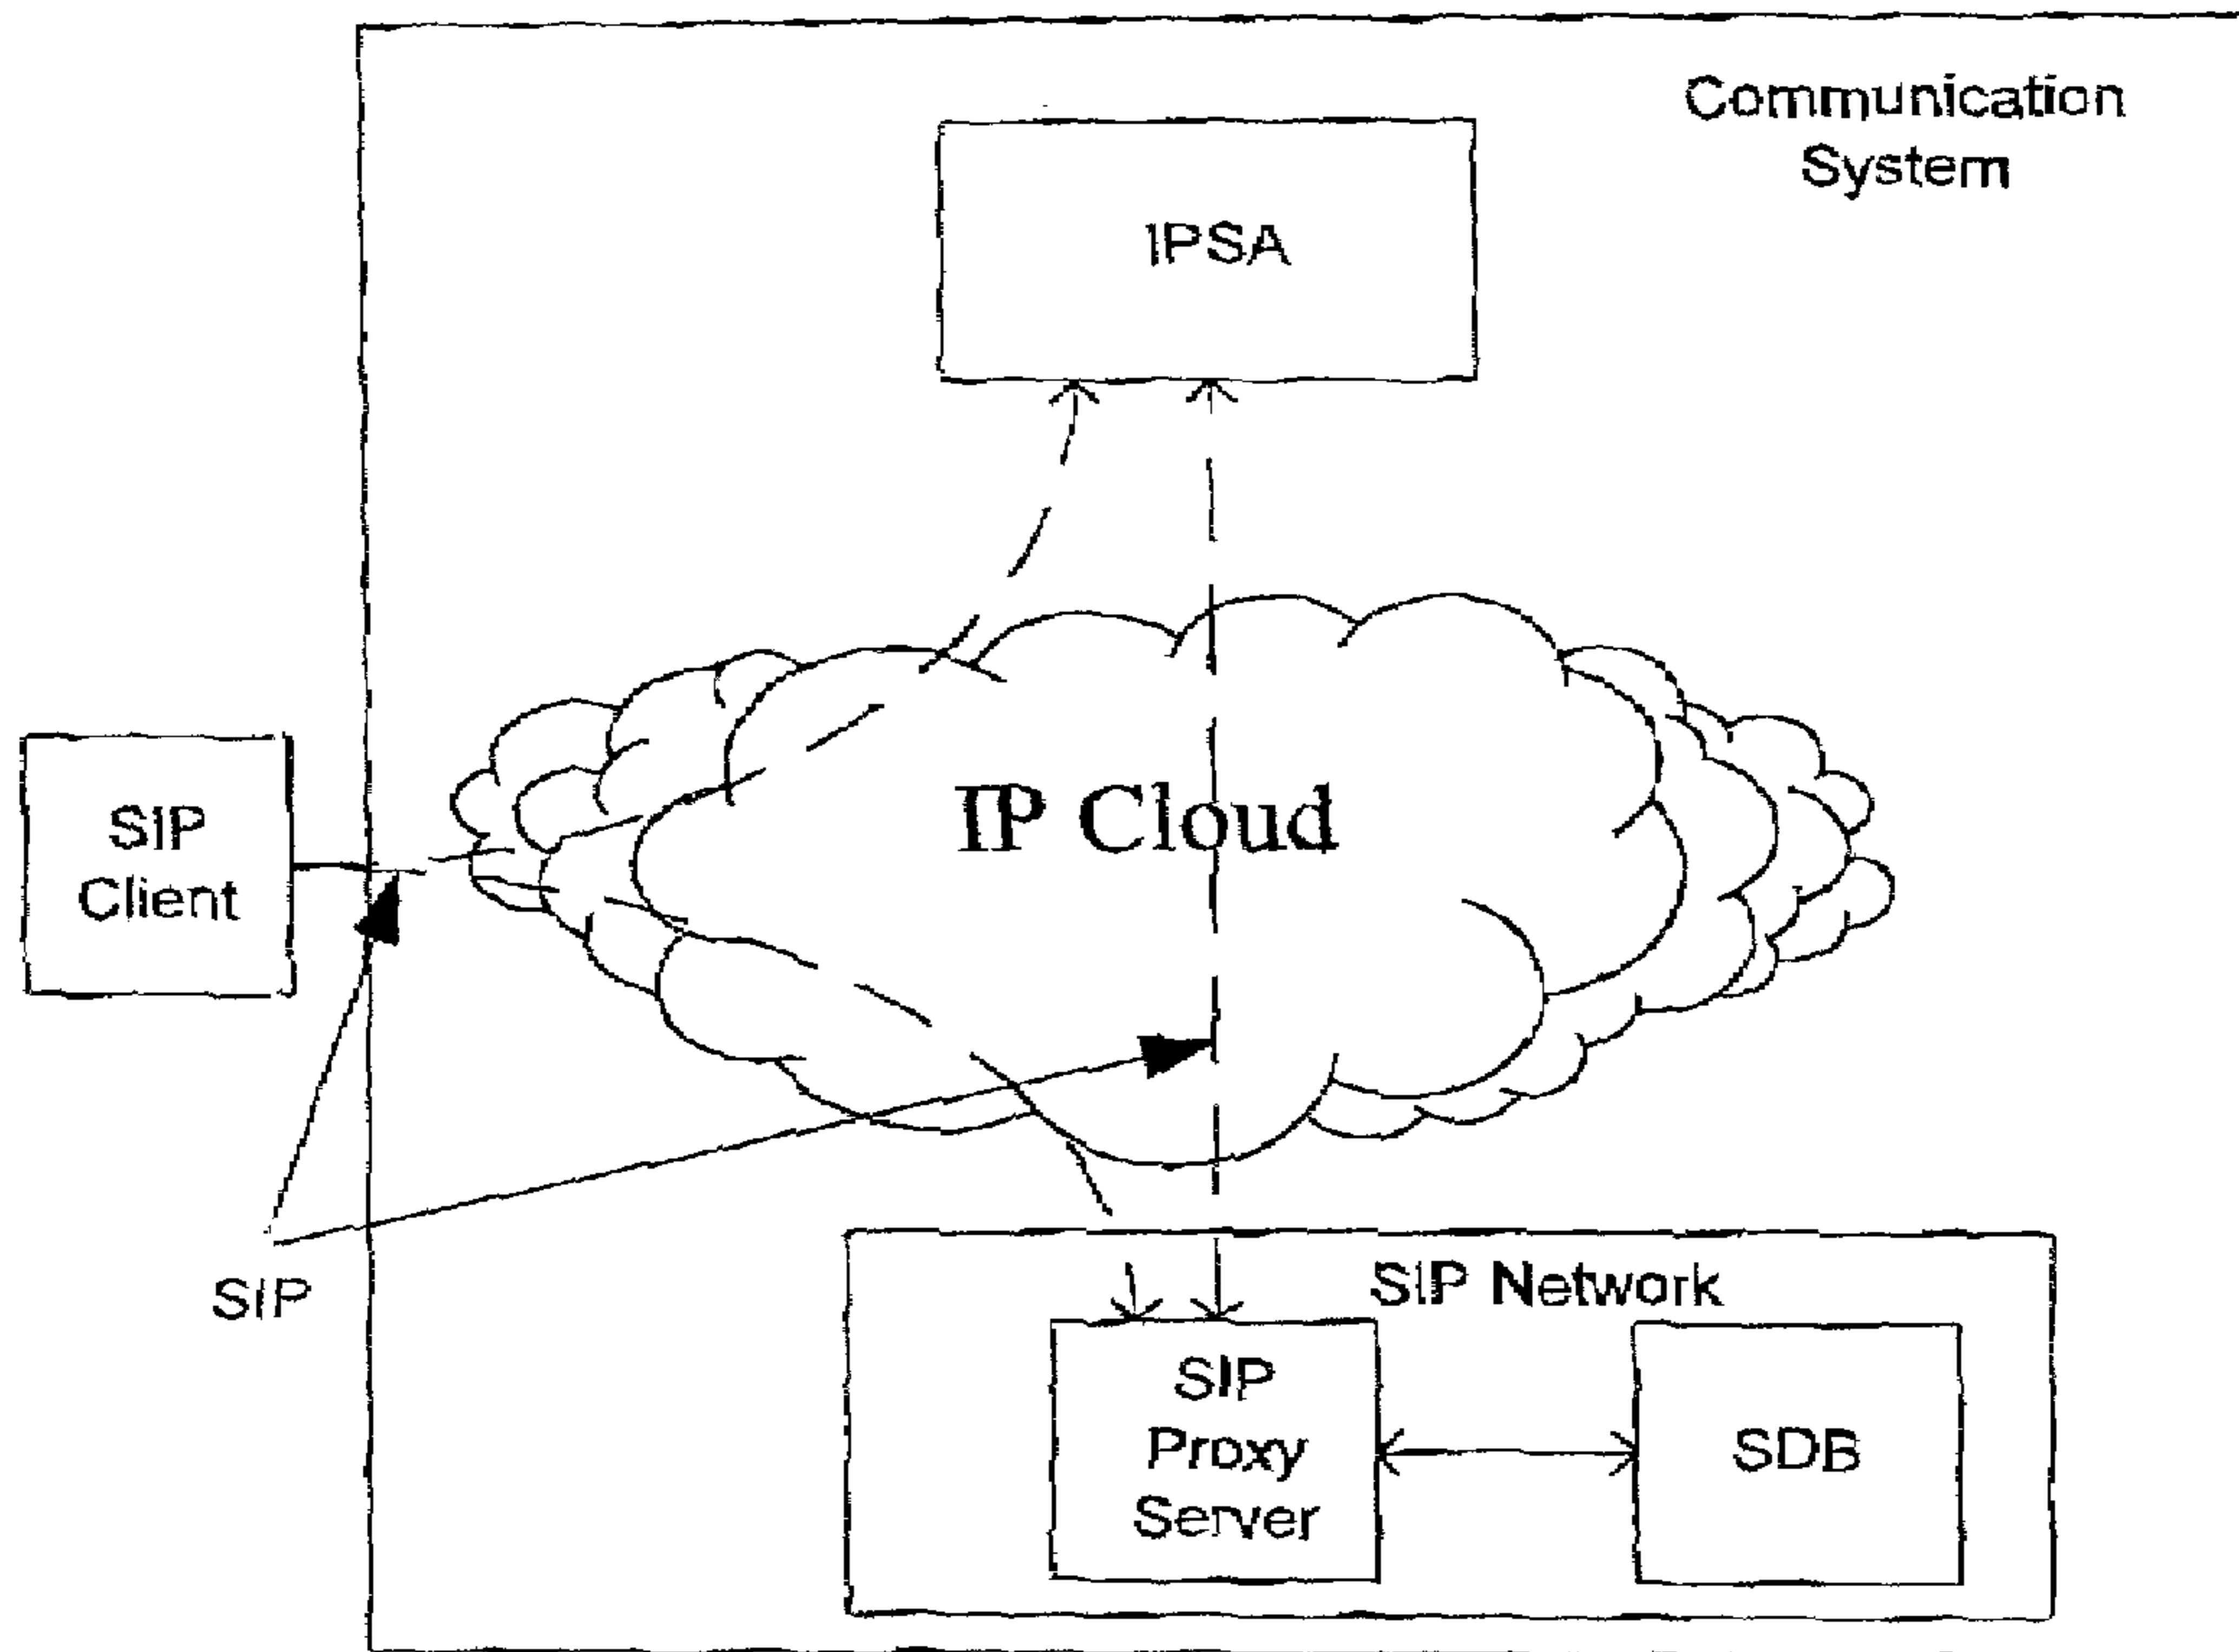 Communication
System
IPSA
IP Cloud
SIP
Client
SIP
SIP Network
SIP
Proxy
Server
SDB